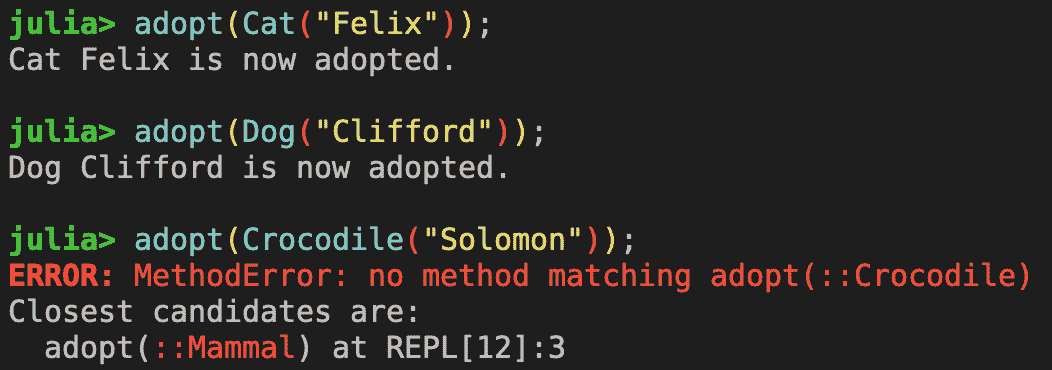 julia> adopt(Cat("Felix"));
Cat Felix is now adopted.
julia> adopt(Dog("Clifford"));
Dog Clifford is now adopted.
julia> adopt(Crocodile("Solomon"));
ERROR: MethodError: no method matching adopt(::Crocodile)
Closest candidates are:
  adopt(::Mammal) at REPL[12]:3